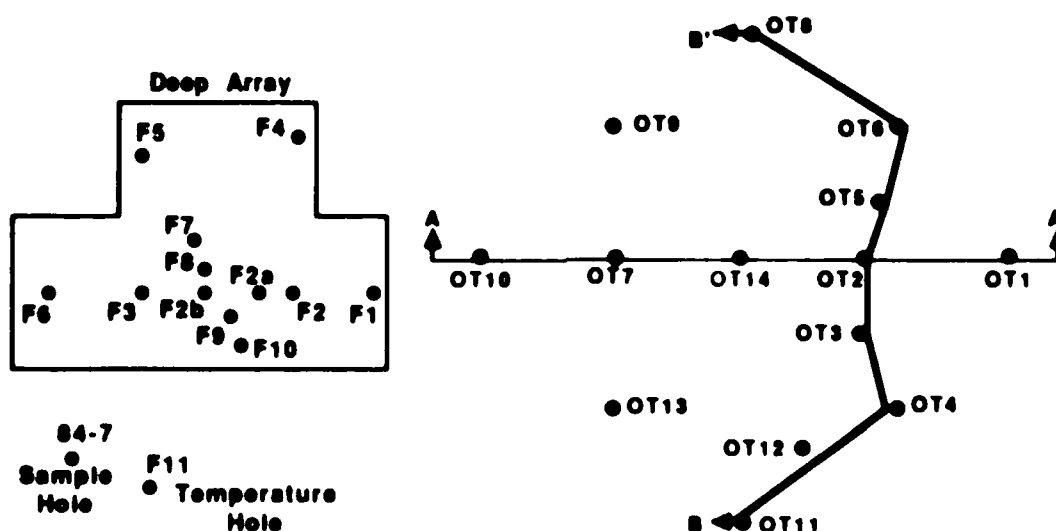 Deep Array
F5
F4
F7
F8
F2a
F6
F3
F2b
F2
F1
F9
F10
84-7
Sample
Hole
F11
Temperature
Hole
B'
OT8
OT9
OT6
OT5
A
A
OT10
OT7
OT14
OT2
OT1
OT3
OT13
OT4
OT12
B
OT11